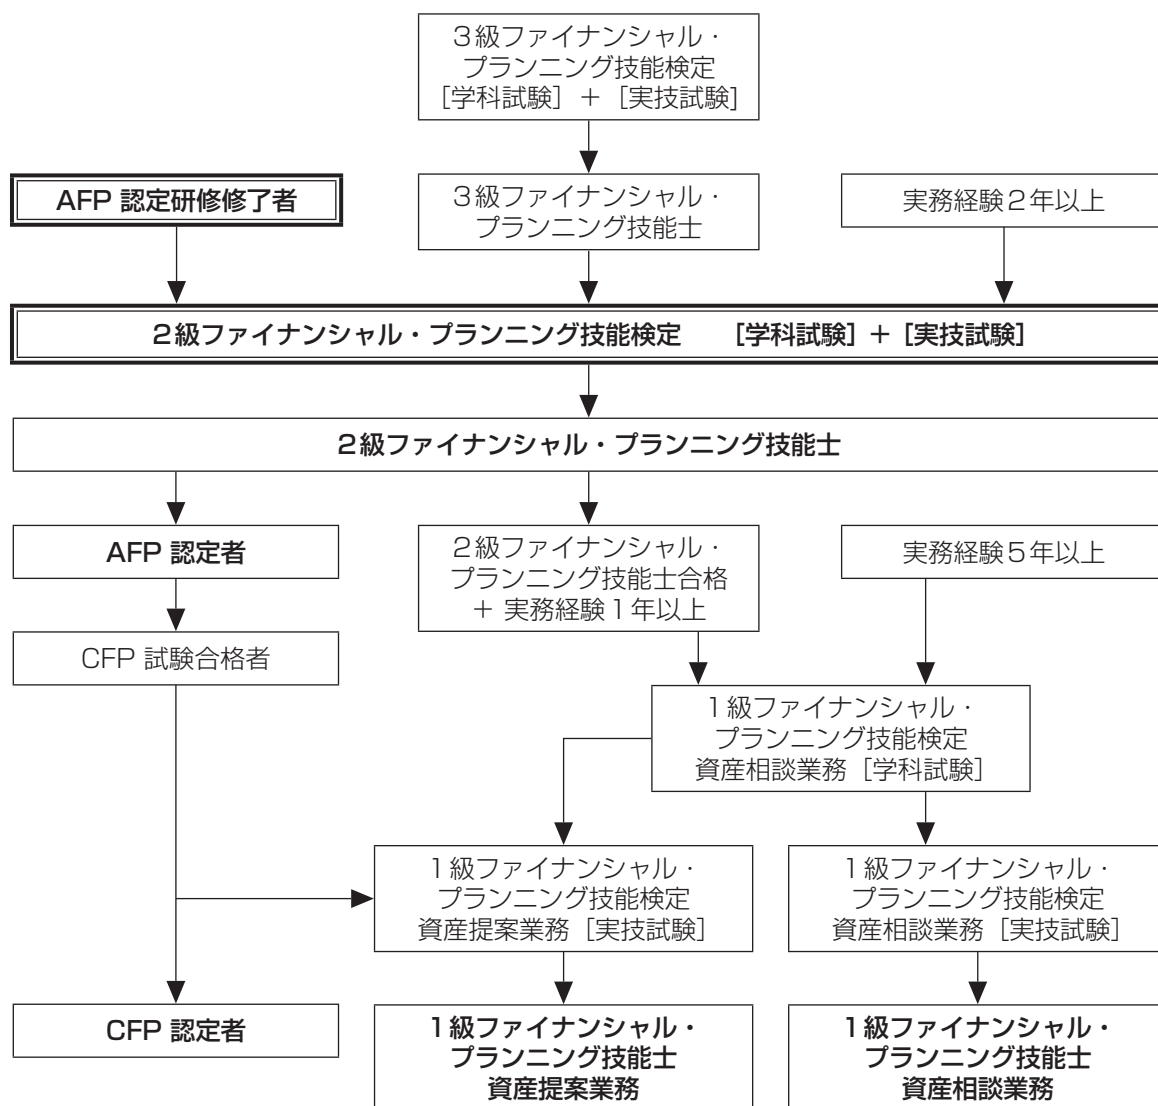 3級ファイナンシャル・
プランニング技能検定
[学科試験] + [実技試験]
AFP 認定研修修了者
3級ファイナンシャル・
プランニング技能士
実務経験2年以上
2級ファイナンシャル・プランニング技能検定　[学科試験] + [実技試験]
2級ファイナンシャル・プランニング技能士
AFP 認定者
2級ファイナンシャル・
プランニング技能士合格
+ 実務経験1年以上
実務経験5年以上
CFP 試験合格者
1級ファイナンシャル・
プランニング技能検定
資産相談業務 [学科試験]
1級ファイナンシャル・
プランニング技能検定
資産提案業務 [実技試験]
1級ファイナンシャル・
プランニング技能検定
資産相談業務 [実技試験]
CFP 認定者
1級ファイナンシャル・
プランニング技能士
資産提案業務
1級ファイナンシャル・
プランニング技能士
資産相談業務